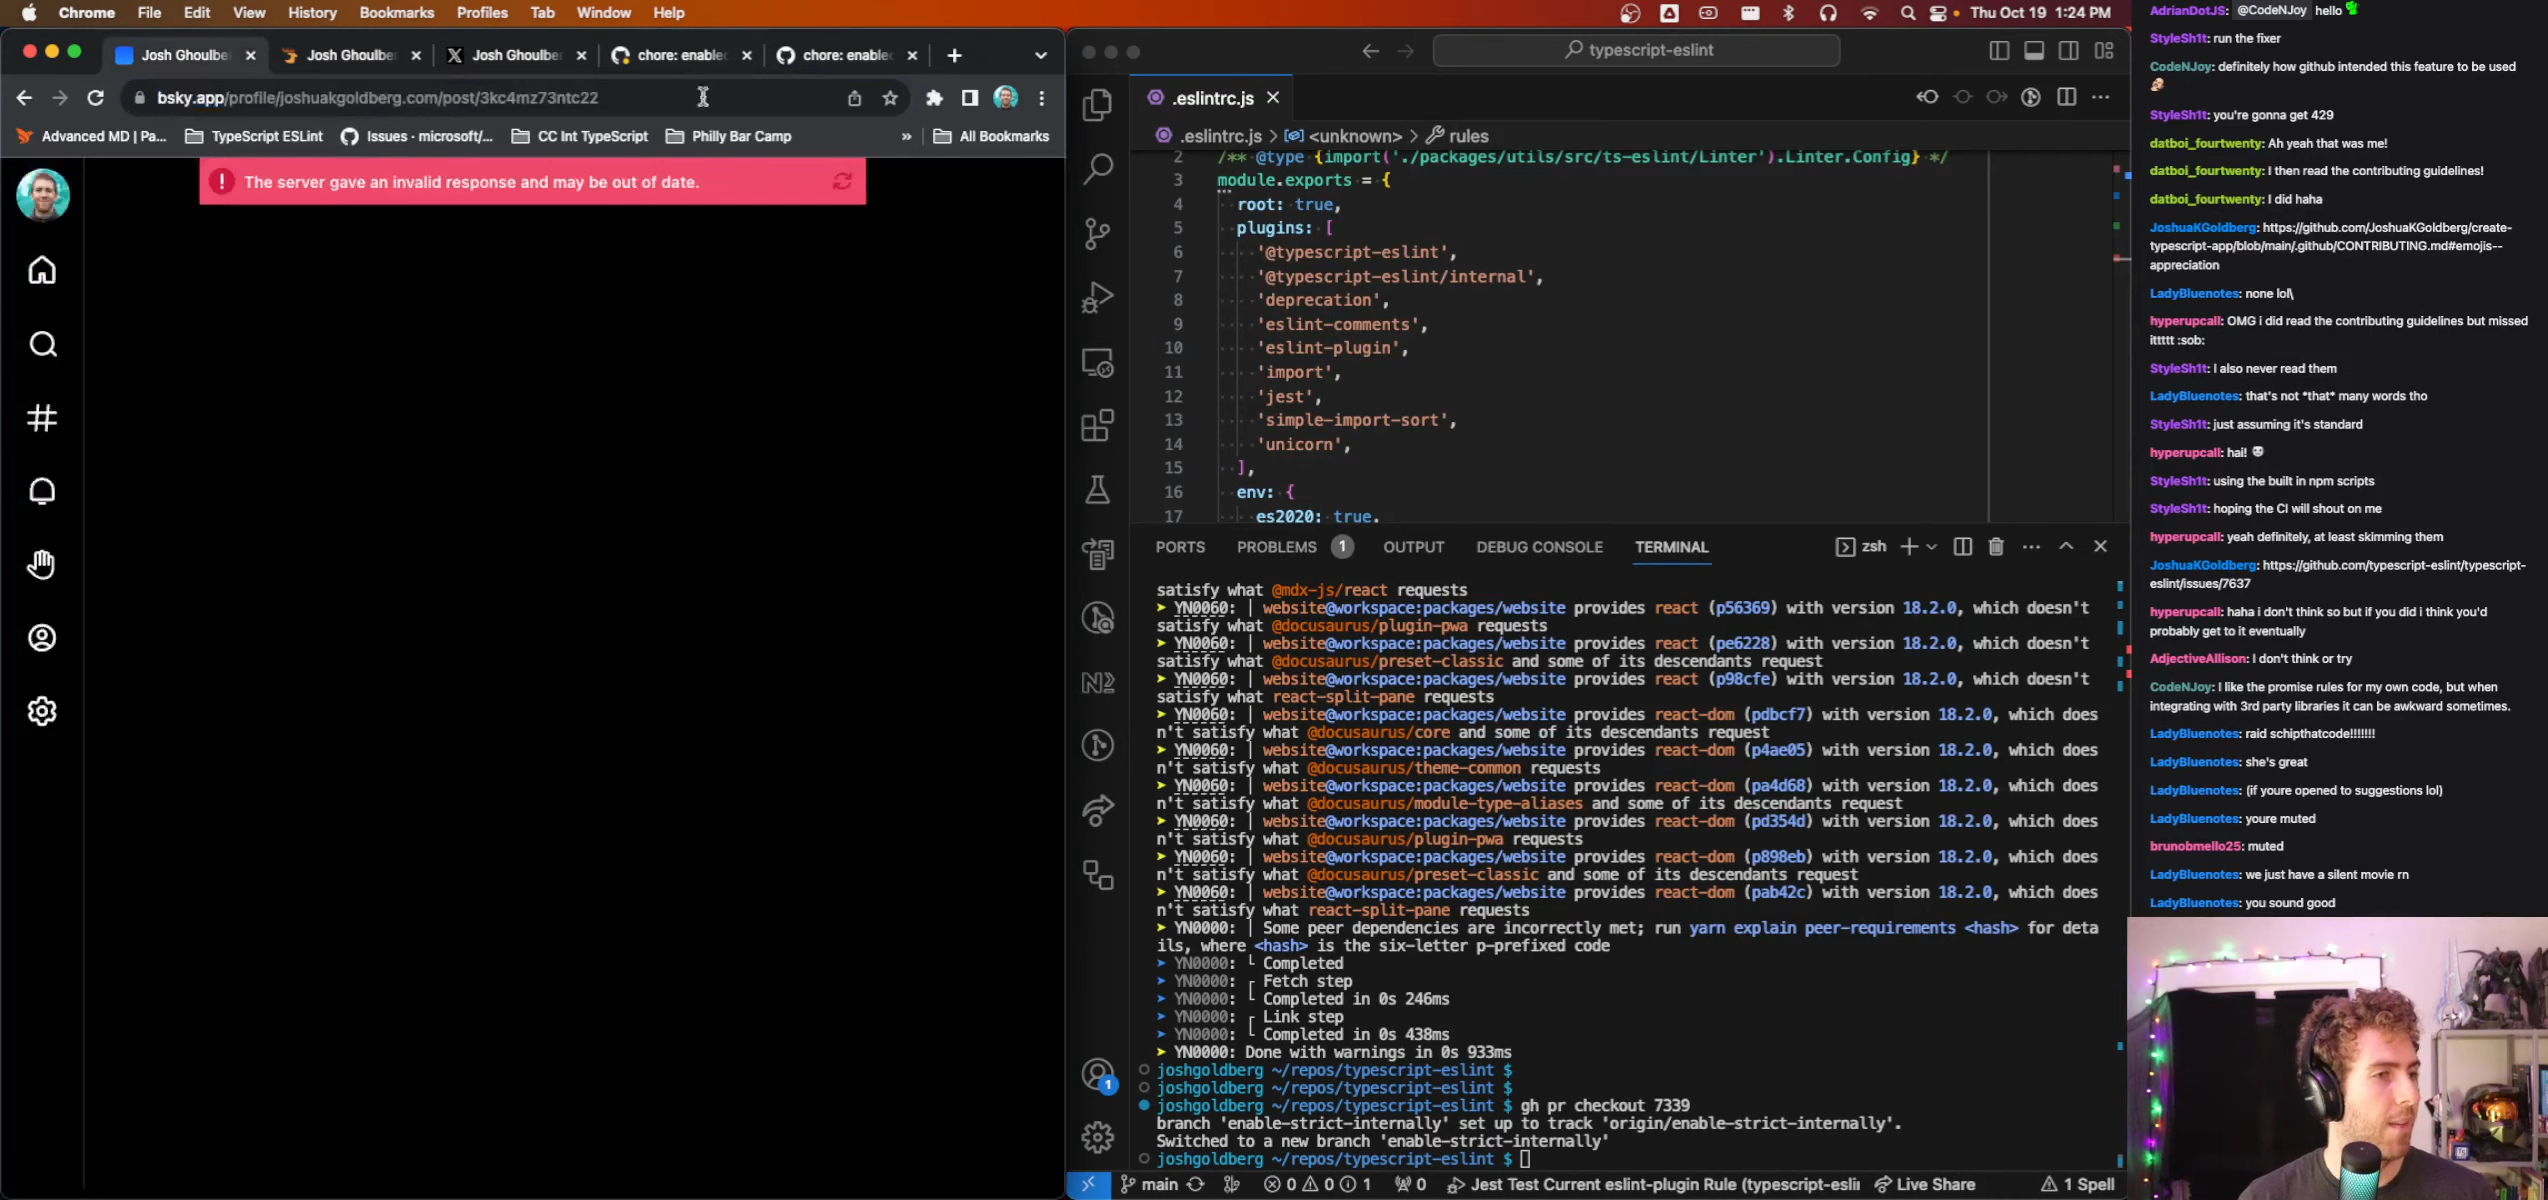 Chrome File Edit View History Bookmarks Profiles Tab Window Help
Thu Oct 19 1:24 PM
Josh Ghoulbe
Josh Ghoulber
Josh Ghoulber
chore: enable
chore: enable
bsky.app/profile/joshuakgoldberg.com/post/3kc4mz73ntc22
Advanced MD | Pa...
TypeScript ESLint
Issues · microsoft/...
CC Int TypeScript
Philly Bar Camp
»
All Bookmarks
The server gave an invalid response and may be out of date.
typescript-eslint
.eslintrc.js
.eslintrc.js > <unknown> > rules
2 /** @type {import('./packages/utils/src/ts-eslint/Linter').Linter.Config} */
3 module.exports = {
4 root: true,
5 plugins: [
6 '@typescript-eslint',
7 '@typescript-eslint/internal',
8 'deprecation',
9 'eslint-comments',
10 'eslint-plugin',
11 'import',
12 'jest',
13 'simple-import-sort',
14 'unicorn',
15 ],
16 env: {
17 es2020: true,
PORTS PROBLEMS 1 OUTPUT DEBUG CONSOLE TERMINAL
zsh
satisfy what @mdx-js/react requests
➤ YN0060: | website@workspace:packages/website provides react (p56369) with version 18.2.0, which doesn't
satisfy what @docusaurus/plugin-pwa requests
➤ YN0060: | website@workspace:packages/website provides react (pe6228) with version 18.2.0, which doesn't
satisfy what @docusaurus/preset-classic and some of its descendants request
➤ YN0060: | website@workspace:packages/website provides react (p98cfe) with version 18.2.0, which doesn't
satisfy what react-split-pane requests
➤ YN0060: | website@workspace:packages/website provides react-dom (pdbcf7) with version 18.2.0, which does
n't satisfy what @docusaurus/core and some of its descendants request
➤ YN0060: | website@workspace:packages/website provides react-dom (p4ae05) with version 18.2.0, which does
n't satisfy what @docusaurus/theme-common requests
➤ YN0060: | website@workspace:packages/website provides react-dom (pa4d68) with version 18.2.0, which does
n't satisfy what @docusaurus/module-type-aliases and some of its descendants request
➤ YN0060: | website@workspace:packages/website provides react-dom (pd354d) with version 18.2.0, which does
n't satisfy what @docusaurus/plugin-pwa requests
➤ YN0060: | website@workspace:packages/website provides react-dom (p898eb) with version 18.2.0, which does
n't satisfy what @docusaurus/preset-classic and some of its descendants request
➤ YN0060: | website@workspace:packages/website provides react-dom (pab42c) with version 18.2.0, which does
n't satisfy what react-split-pane requests
➤ YN0000: | Some peer dependencies are incorrectly met; run yarn explain peer-requirements <hash> for deta
ils, where <hash> is the six-letter p-prefixed code
➤ YN0000: └ Completed
➤ YN0000: ┌ Fetch step
➤ YN0000: └ Completed in 0s 246ms
➤ YN0000: ┌ Link step
➤ YN0000: └ Completed in 0s 438ms
➤ YN0000: Done with warnings in 0s 933ms
joshgoldberg ~/repos/typescript-eslint $
joshgoldberg ~/repos/typescript-eslint $
joshgoldberg ~/repos/typescript-eslint $ gh pr checkout 7339
branch 'enable-strict-internally' set up to track 'origin/enable-strict-internally'.
Switched to a new branch 'enable-strict-internally'
joshgoldberg ~/repos/typescript-eslint $
1
main 0 0 1 0 Jest Test Current eslint-plugin Rule (typescript-esli Live Share 1 Spell
AdrianDotJS: @CodeNJoy hello
StyleSh1t: run the fixer
CodeNJoy: definitely how github intended this feature to be used
StyleSh1t: you're gonna get 429
datboi_fourtwenty: Ah yeah that was me!
datboi_fourtwenty: I then read the contributing guidelines!
datboi_fourtwenty: I did haha
JoshuaKGoldberg: https://github.com/JoshuaKGoldberg/create-
typescript-app/blob/main/.github/CONTRIBUTING.md#emojis--
appreciation
LadyBluenotes: none lol\
hyperupcall: OMG i did read the contributing guidelines but missed
ittttt :sob:
StyleSh1t: I also never read them
LadyBluenotes: that's not *that* many words tho
StyleSh1t: just assuming it's standard
hyperupcall: hai!
StyleSh1t: using the built in npm scripts
StyleSh1t: hoping the CI will shout on me
hyperupcall: yeah definitely, at least skimming them
JoshuaKGoldberg: https://github.com/typescript-eslint/typescript-
eslint/issues/7637
hyperupcall: haha i don't think so but if you did i think you'd
probably get to it eventually
AdjectiveAllison: I don't think or try
CodeNJoy: I like the promise rules for my own code, but when
integrating with 3rd party libraries it can be awkward sometimes.
LadyBluenotes: raid schipthatcode!!!!!!!
LadyBluenotes: she's great
LadyBluenotes: (if youre opened to suggestions lol)
LadyBluenotes: youre muted
brunobmello25: muted
LadyBluenotes: we just have a silent movie rn
LadyBluenotes: you sound good